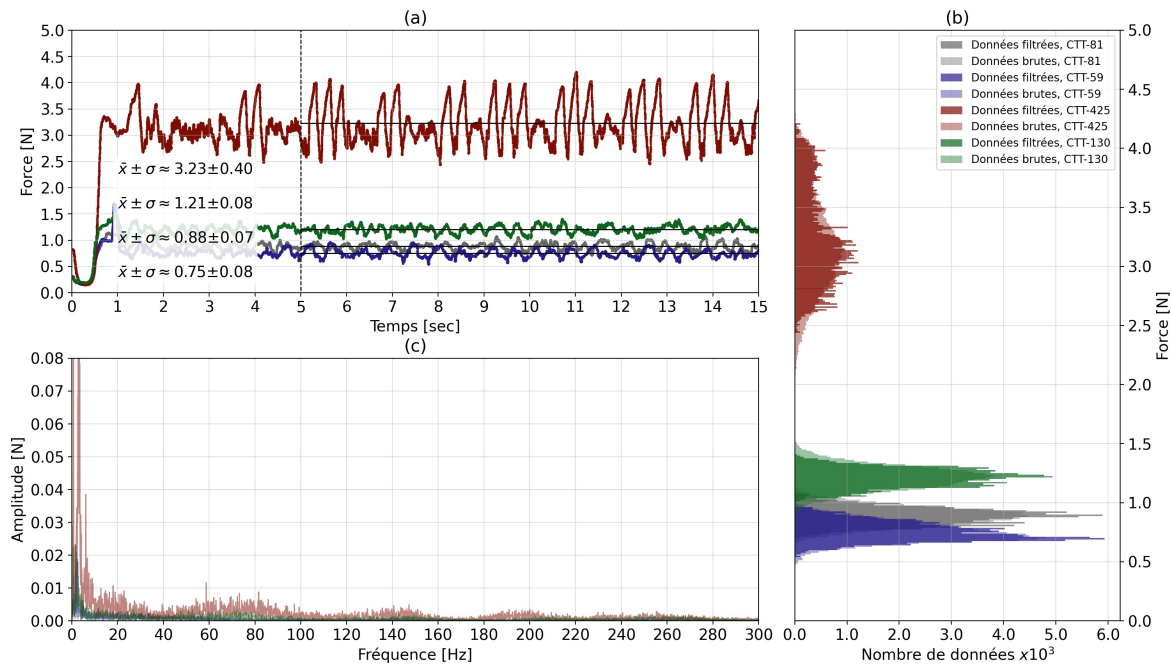 (a)
5.0
4.5
4.0
3.5
3.0
2.5
2.0
1.5
1.0
0.5
0.0
Force [N]
x̄ ± σ ≈ 3.23±0.40
x̄ ± σ ≈ 1.21±0.08
x̄ ± σ ≈ 0.88±0.07
x̄ ± σ ≈ 0.75±0.08
0 1 2 3 4 5 6 7 8 9 10 11 12 13 14 15
Temps [sec]
(c)
0.08
0.07
0.06
0.05
0.04
0.03
0.02
0.01
0.00
Amplitude [N]
0 20 40 60 80 100 120 140 160 180 200 220 240 260 280 300
Fréquence [Hz]
(b)
Données filtrées, CTT-81
Données brutes, CTT-81
Données filtrées, CTT-59
Données brutes, CTT-59
Données filtrées, CTT-425
Données brutes, CTT-425
Données filtrées, CTT-130
Données brutes, CTT-130
5.0
4.5
4.0
3.5
3.0
2.5
2.0
1.5
1.0
0.5
0.0
Force [N]
0.0 1.0 2.0 3.0 4.0 5.0 6.0
Nombre de données x10³